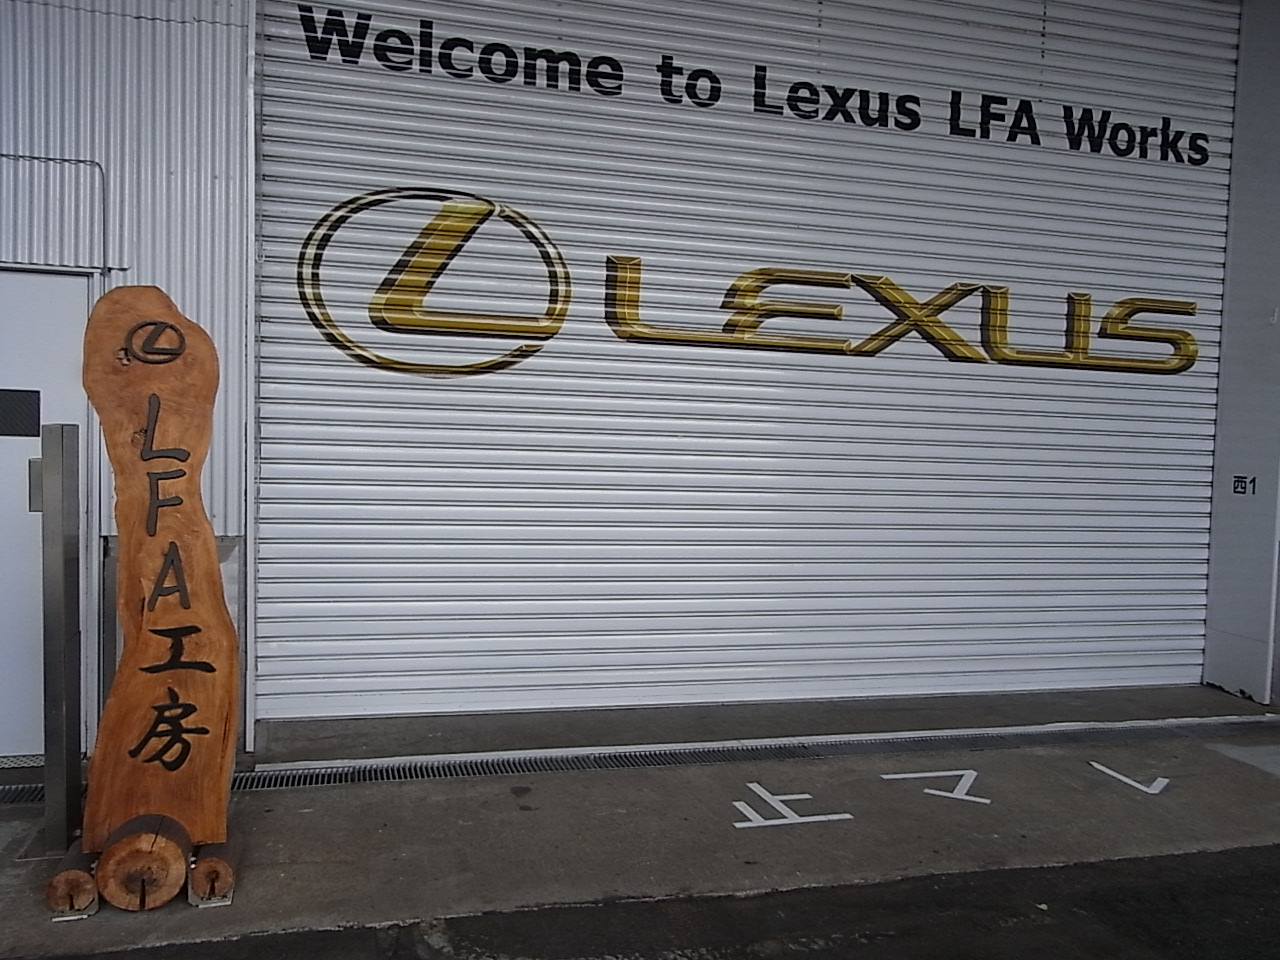 Welcome to Lexus LFA Works
LEXUS
LFA工房
西1
止マレ